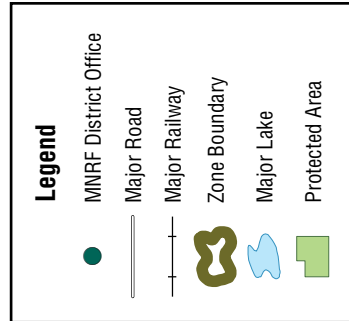 Legend
MNRF District Office
Major Road
Major Railway
Zone Boundary
Major Lake
Protected Area